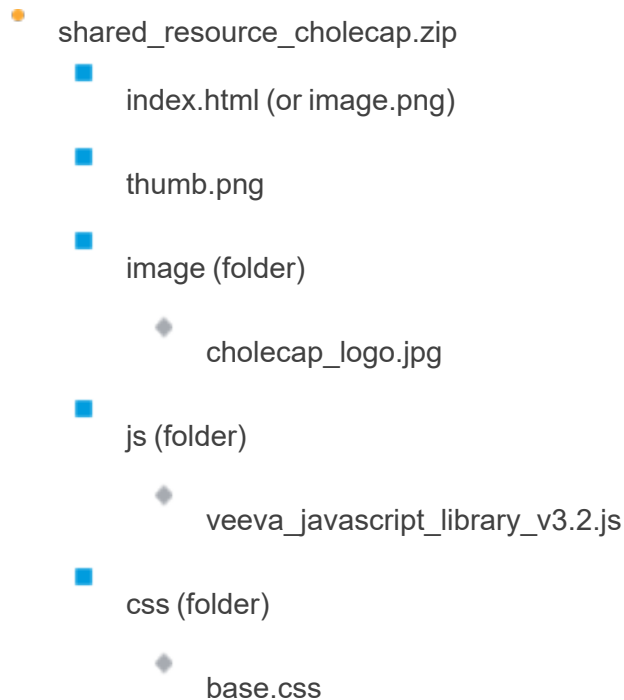 shared_resource_cholecap.zip
index.html (or image.png)
thumb.png
image (folder)
cholecap_logo.jpg
js (folder)
veeva_javascript_library_v3.2.js
css (folder)
base.css